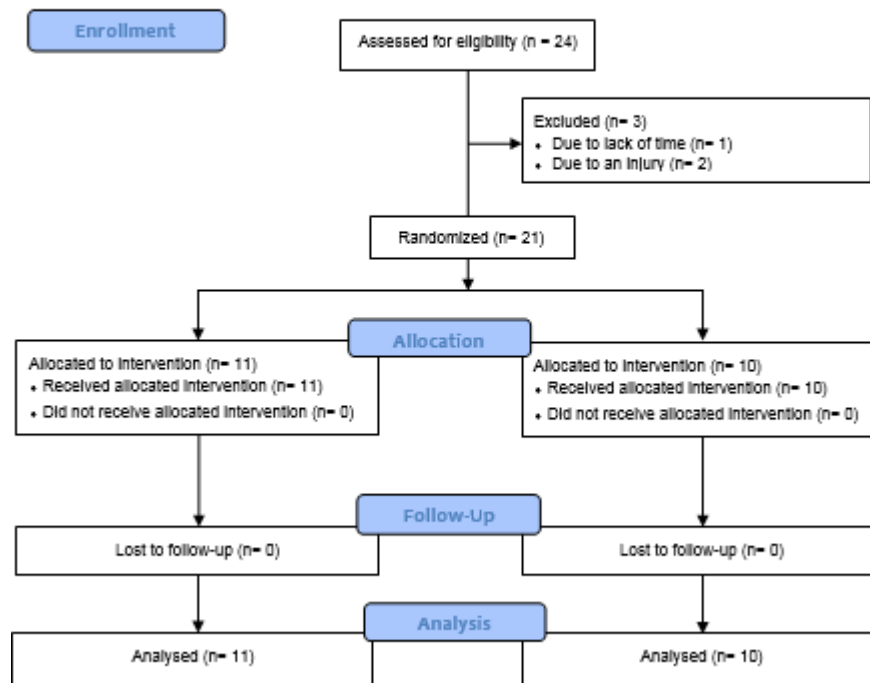 Enrollment
Assessed for eligibility (n = 24)
Excluded (n= 3)
• Due to lack of time (n= 1)
• Due to an injury (n= 2)
Randomized (n= 21)
Allocation
Allocated to intervention (n= 11)
• Received allocated intervention (n= 11)
• Did not receive allocated intervention (n= 0)
Allocated to intervention (n= 10)
• Received allocated intervention (n= 10)
• Did not receive allocated intervention (n= 0)
Follow-Up
Lost to follow-up (n= 0)
Lost to follow-up (n= 0)
Analysis
Analysed (n= 11)
Analysed (n= 10)